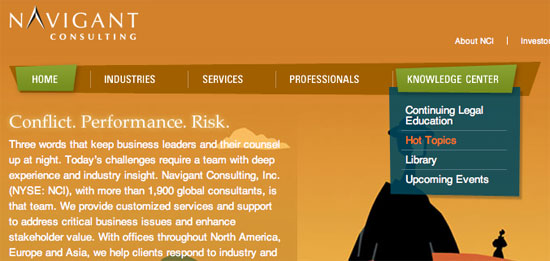 NAVIGANT
CONSULTING
About NCI | Investo
HOME INDUSTRIES SERVICES PROFESSIONALS KNOWLEDGE CENTER
Continuing Legal
Education
Hot Topics
Library
Upcoming Events
Conflict. Performance. Risk.
Three words that keep business leaders and their counsel
up at night. Today's challenges require a team with deep
experience and industry insight. Navigant Consulting, Inc.
(NYSE: NCI), with more than 1,900 global consultants, is
that team. We provide customized services and support
to address critical business issues and enhance
stakeholder value. With offices throughout North America,
Europe and Asia, we help clients respond to industry and